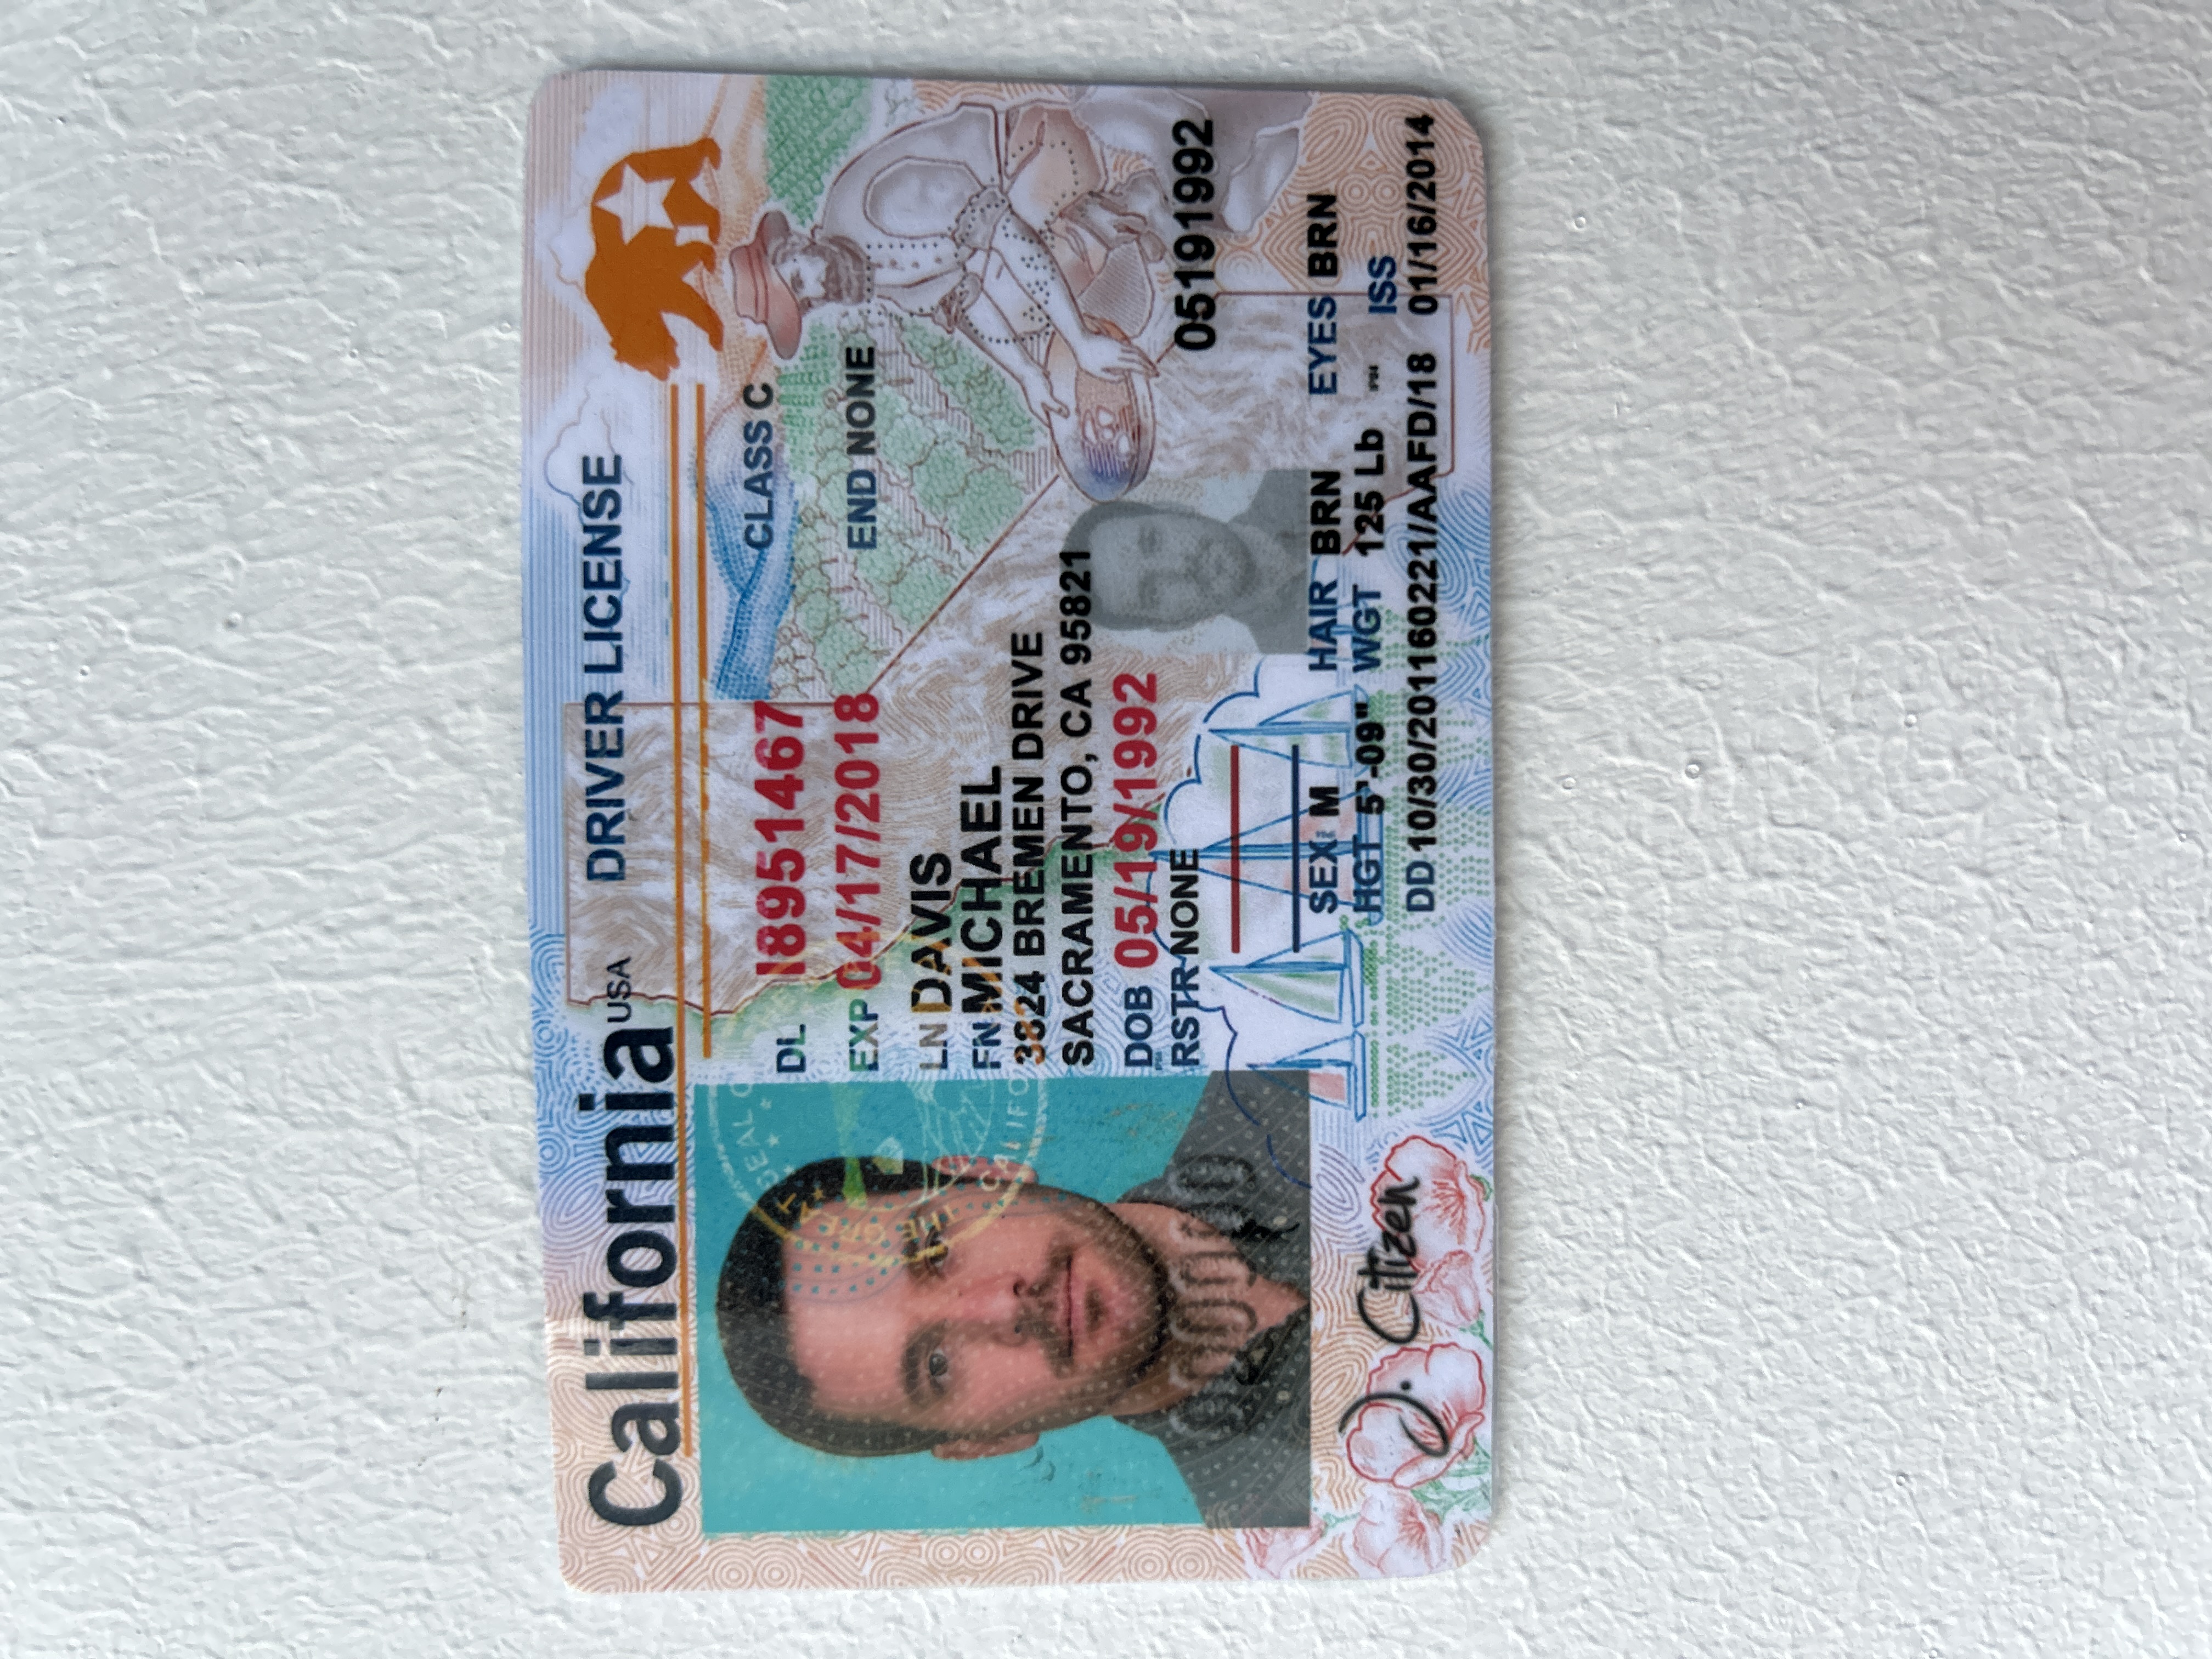 California USA DRIVER LICENSE
DL I8951467 CLASS C
EXP 04/17/2018 END NONE
LN DAVIS
FN MICHAEL
3824 BREMEN DRIVE
SACRAMENTO, CA 95821
DOB 05/19/1992
RSTR NONE 05191992
SEX M HAIR BRN EYES BRN
HGT 5'-09" WGT 125 Lb ISS
DD 10/30/201160221/AAFD/18 01/16/2014
J. Citizen